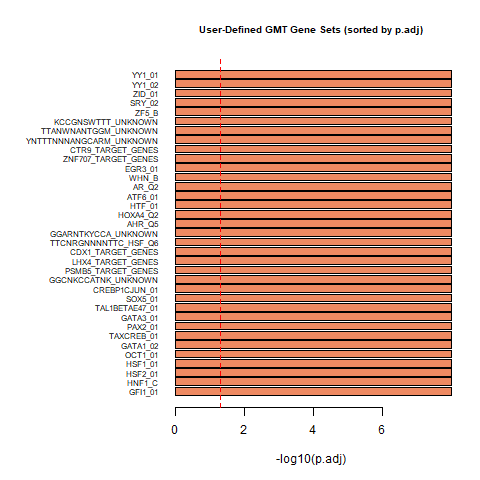 User-Defined GMT Gene Sets (sorted by p.adj)
YY1_01
YY1_02
ZID_01
SRY_02
ZF5_B
KCCGNSWTTT_UNKNOWN
TTANWNANTGGM_UNKNOWN
YNTTTNNNANGCARM_UNKNOWN
CTR9_TARGET_GENES
ZNF707_TARGET_GENES
EGR3_01
WHN_B
AR_Q2
ATF6_01
HTF_01
HOXA4_Q2
AHR_Q5
GGARNTKYCCA_UNKNOWN
TTCNRGNNNNTTC_HSF_Q6
CDX1_TARGET_GENES
LHX4_TARGET_GENES
PSMB5_TARGET_GENES
GGCNKCCATNK_UNKNOWN
CREBP1CJUN_01
SOX5_01
TAL1BETAE47_01
GATA3_01
PAX2_01
TAXCREB_01
GATA1_02
OCT1_01
HSF1_01
HSF2_01
HNF1_C
GFI1_01
0 2 4 6
-log10(p.adj)